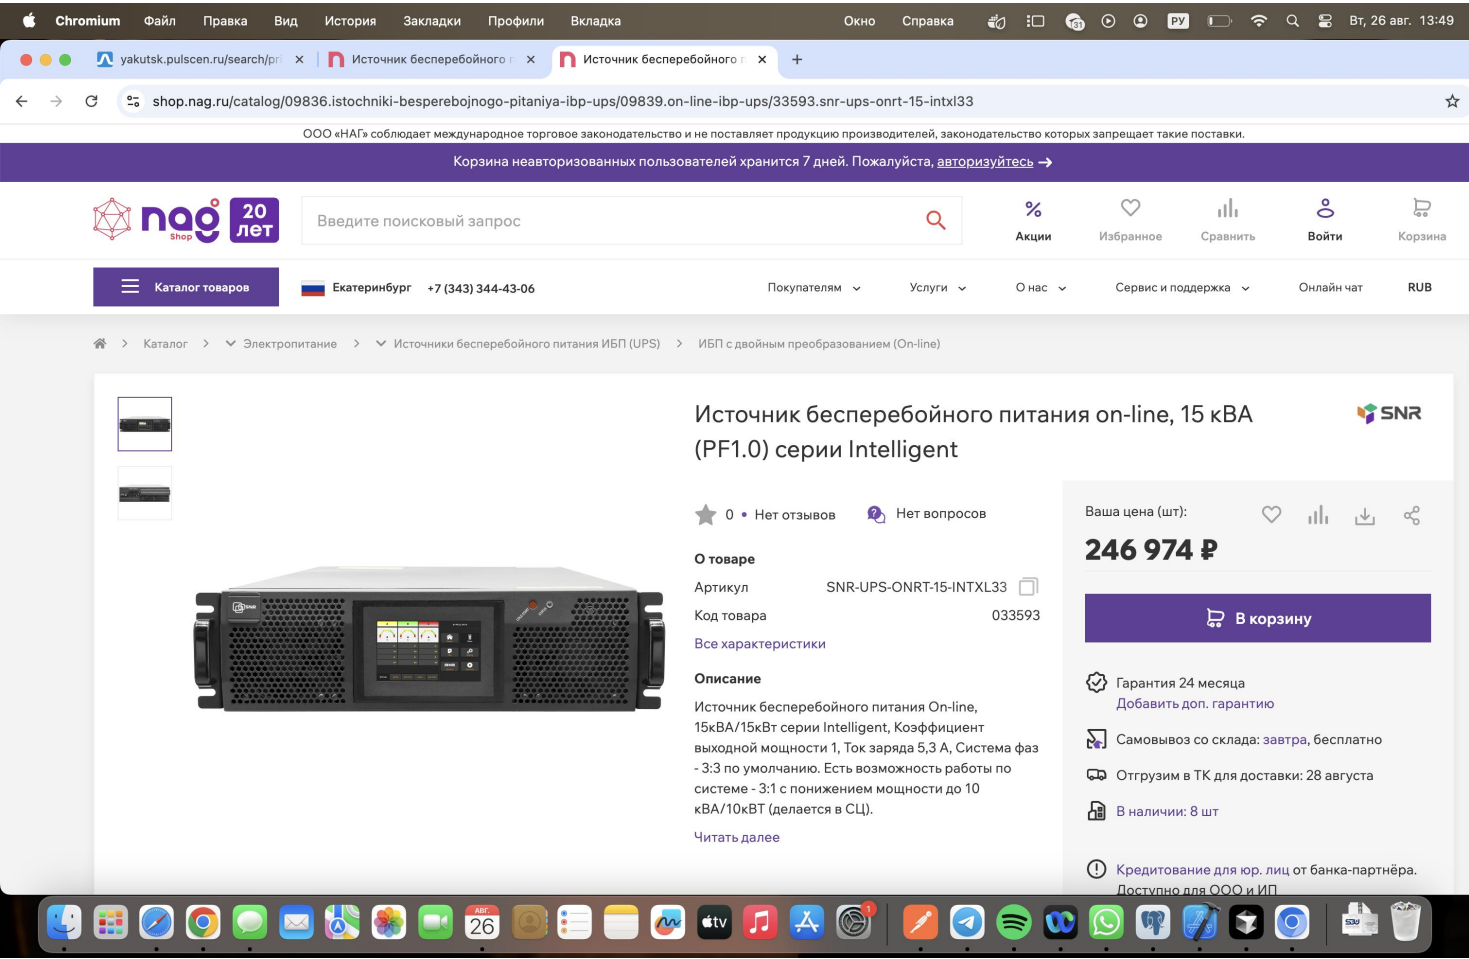 Chromium Файл Правка Вид История Закладки Профили Вкладка Окно Справка 31 РУ Вт, 26 авг. 13:49
yakutsk.pulscen.ru/search/pri Источник бесперебойного п Источник бесперебойного п
shop.nag.ru/catalog/09836.istochniki-besperebojnogo-pitaniya-ibp-ups/09839.on-line-ibp-ups/33593.snr-ups-onrt-15-intxl33
ООО «НАГ» соблюдает международное торговое законодательство и не поставляет продукцию производителей, законодательство которых запрещает такие поставки.
Корзина неавторизованных пользователей хранится 7 дней. Пожалуйста, авторизуйтесь →
nag Shop 20 лет
Введите поисковый запрос
Акции Избранное Сравнить Войти Корзина
Каталог товаров Екатеринбург +7 (343) 344-43-06 Покупателям Услуги О нас Сервис и поддержка Онлайн чат RUB
Каталог > Электропитание > Источники бесперебойного питания ИБП (UPS) > ИБП с двойным преобразованием (On-line)
Источник бесперебойного питания on-line, 15 кВА
(PF1.0) серии Intelligent
SNR
0 • Нет отзывов Нет вопросов
О товаре
Артикул SNR-UPS-ONRT-15-INTXL33
Код товара 033593
Все характеристики
Описание
Источник бесперебойного питания On-line,
15кВА/15кВт серии Intelligent, Коэффициент
выходной мощности 1, Ток заряда 5,3 А, Система фаз
- 3:3 по умолчанию. Есть возможность работы по
системе - 3:1 с понижением мощности до 10
кВА/10кВТ (делается в СЦ).
Читать далее
Ваша цена (шт):
246 974 ₽
В корзину
Гарантия 24 месяца
Добавить доп. гарантию
Самовывоз со склада: завтра, бесплатно
Отгрузим в ТК для доставки: 28 августа
В наличии: 8 шт
Кредитование для юр. лиц от банка-партнёра.
Доступно для ООО и ИП
АВГ.
26
tv
1